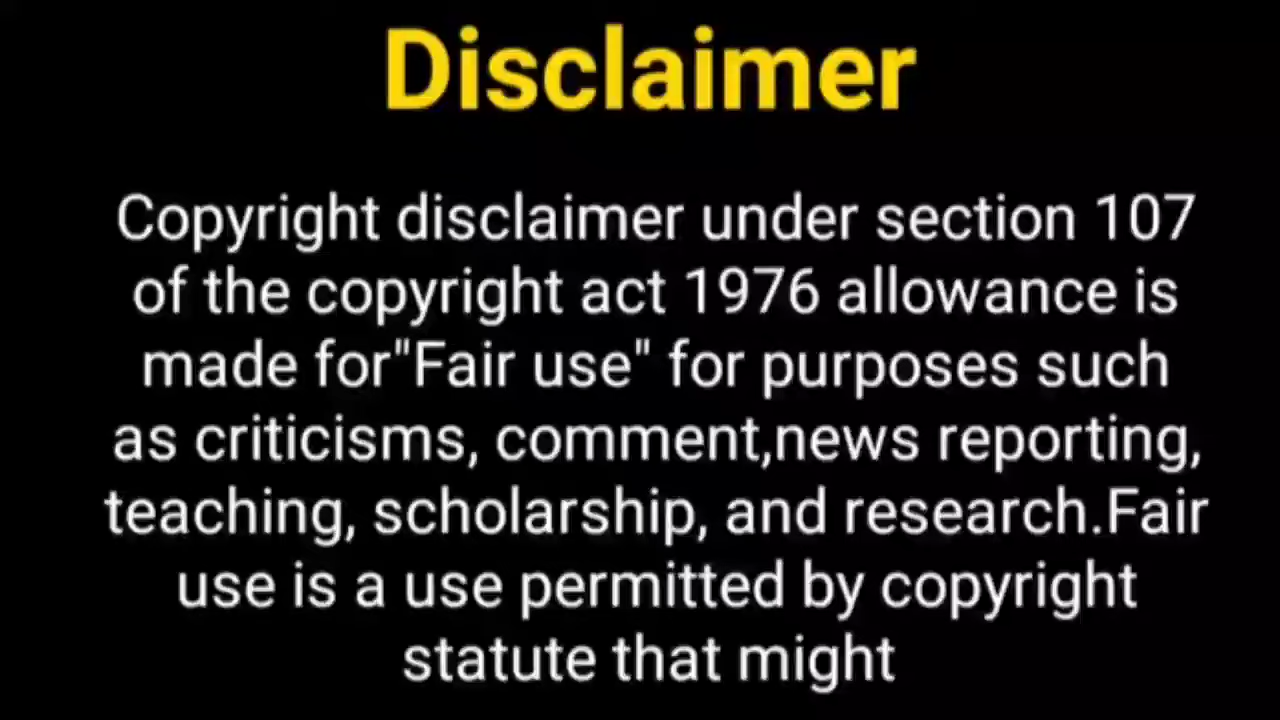 Disclaimer
Copyright disclaimer under section 107
of the copyright act 1976 allowance is
made for"Fair use" for purposes such
as criticisms, comment,news reporting,
teaching, scholarship, and research.Fair
use is a use permitted by copyright
statute that might